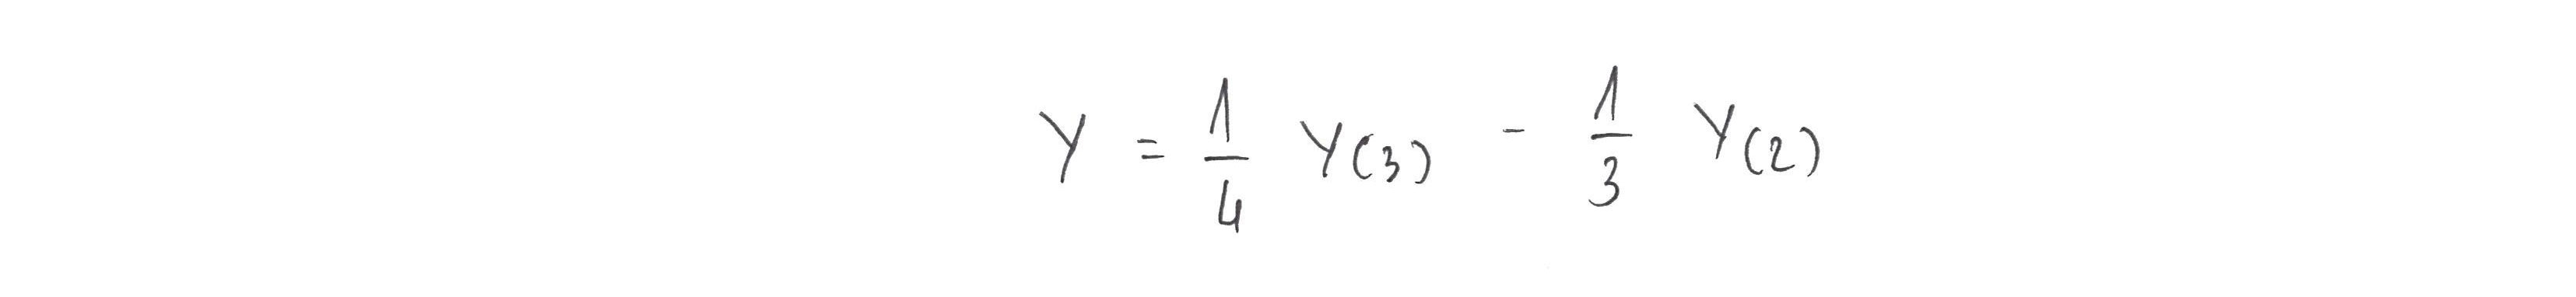 Y = 1/4 Y(3) - 1/3 Y(2)